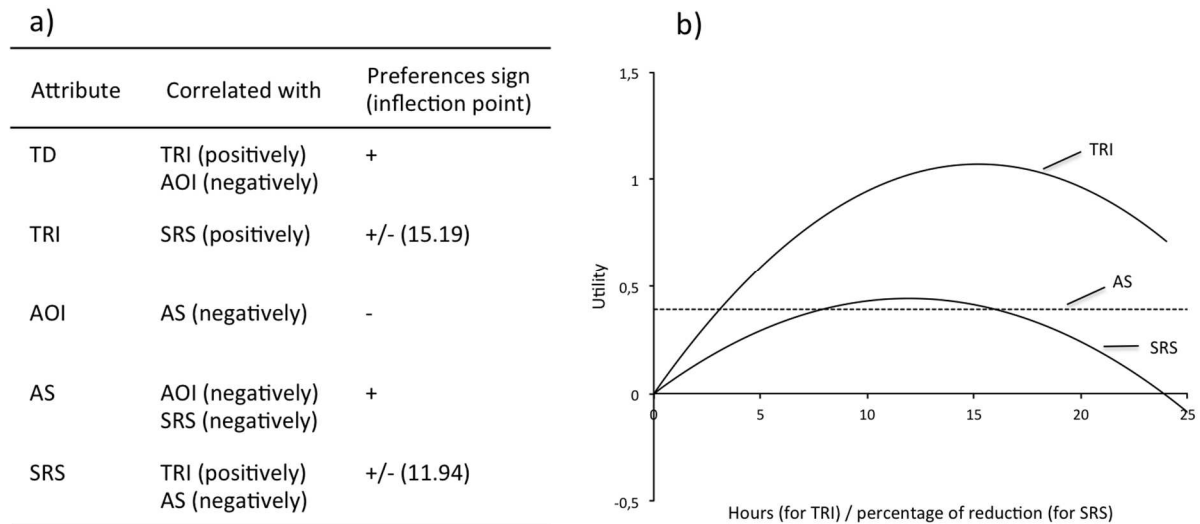 a)
Attribute Correlated with Preferences sign
(inflection point)
TD TRI (positively) +
AOI (negatively)
TRI SRS (positively) +/- (15.19)
AOI AS (negatively) -
AS AOI (negatively) +
SRS (negatively)
SRS TRI (positively) +/- (11.94)
AS (negatively)
b)
1,5
1
0,5
0
-0,5
Utility
TRI
AS
SRS
0 5 10 15 20 25
Hours (for TRI) / percentage of reduction (for SRS)